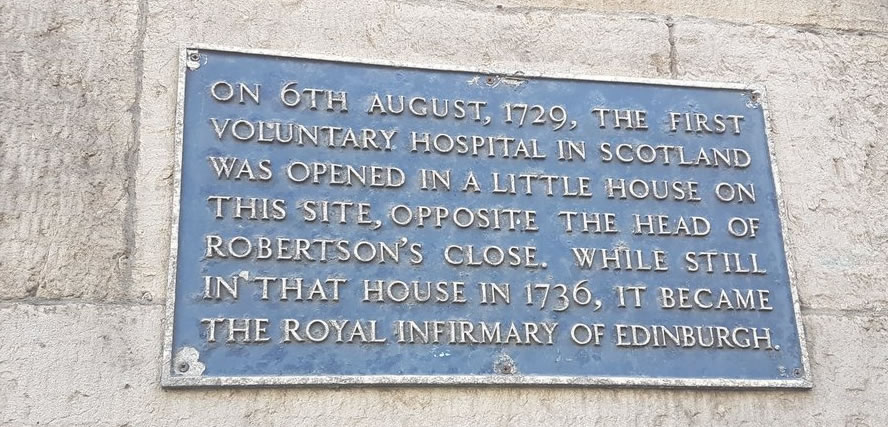 ON 6TH AUGUST, 1729, THE FIRST
VOLUNTARY HOSPITAL IN SCOTLAND
WAS OPENED IN A LITTLE HOUSE ON
THIS SITE, OPPOSITE THE HEAD OF
ROBERTSON'S CLOSE. WHILE STILL
IN THAT HOUSE IN 1736, IT BECAME
THE ROYAL INFIRMARY OF EDINBURGH.